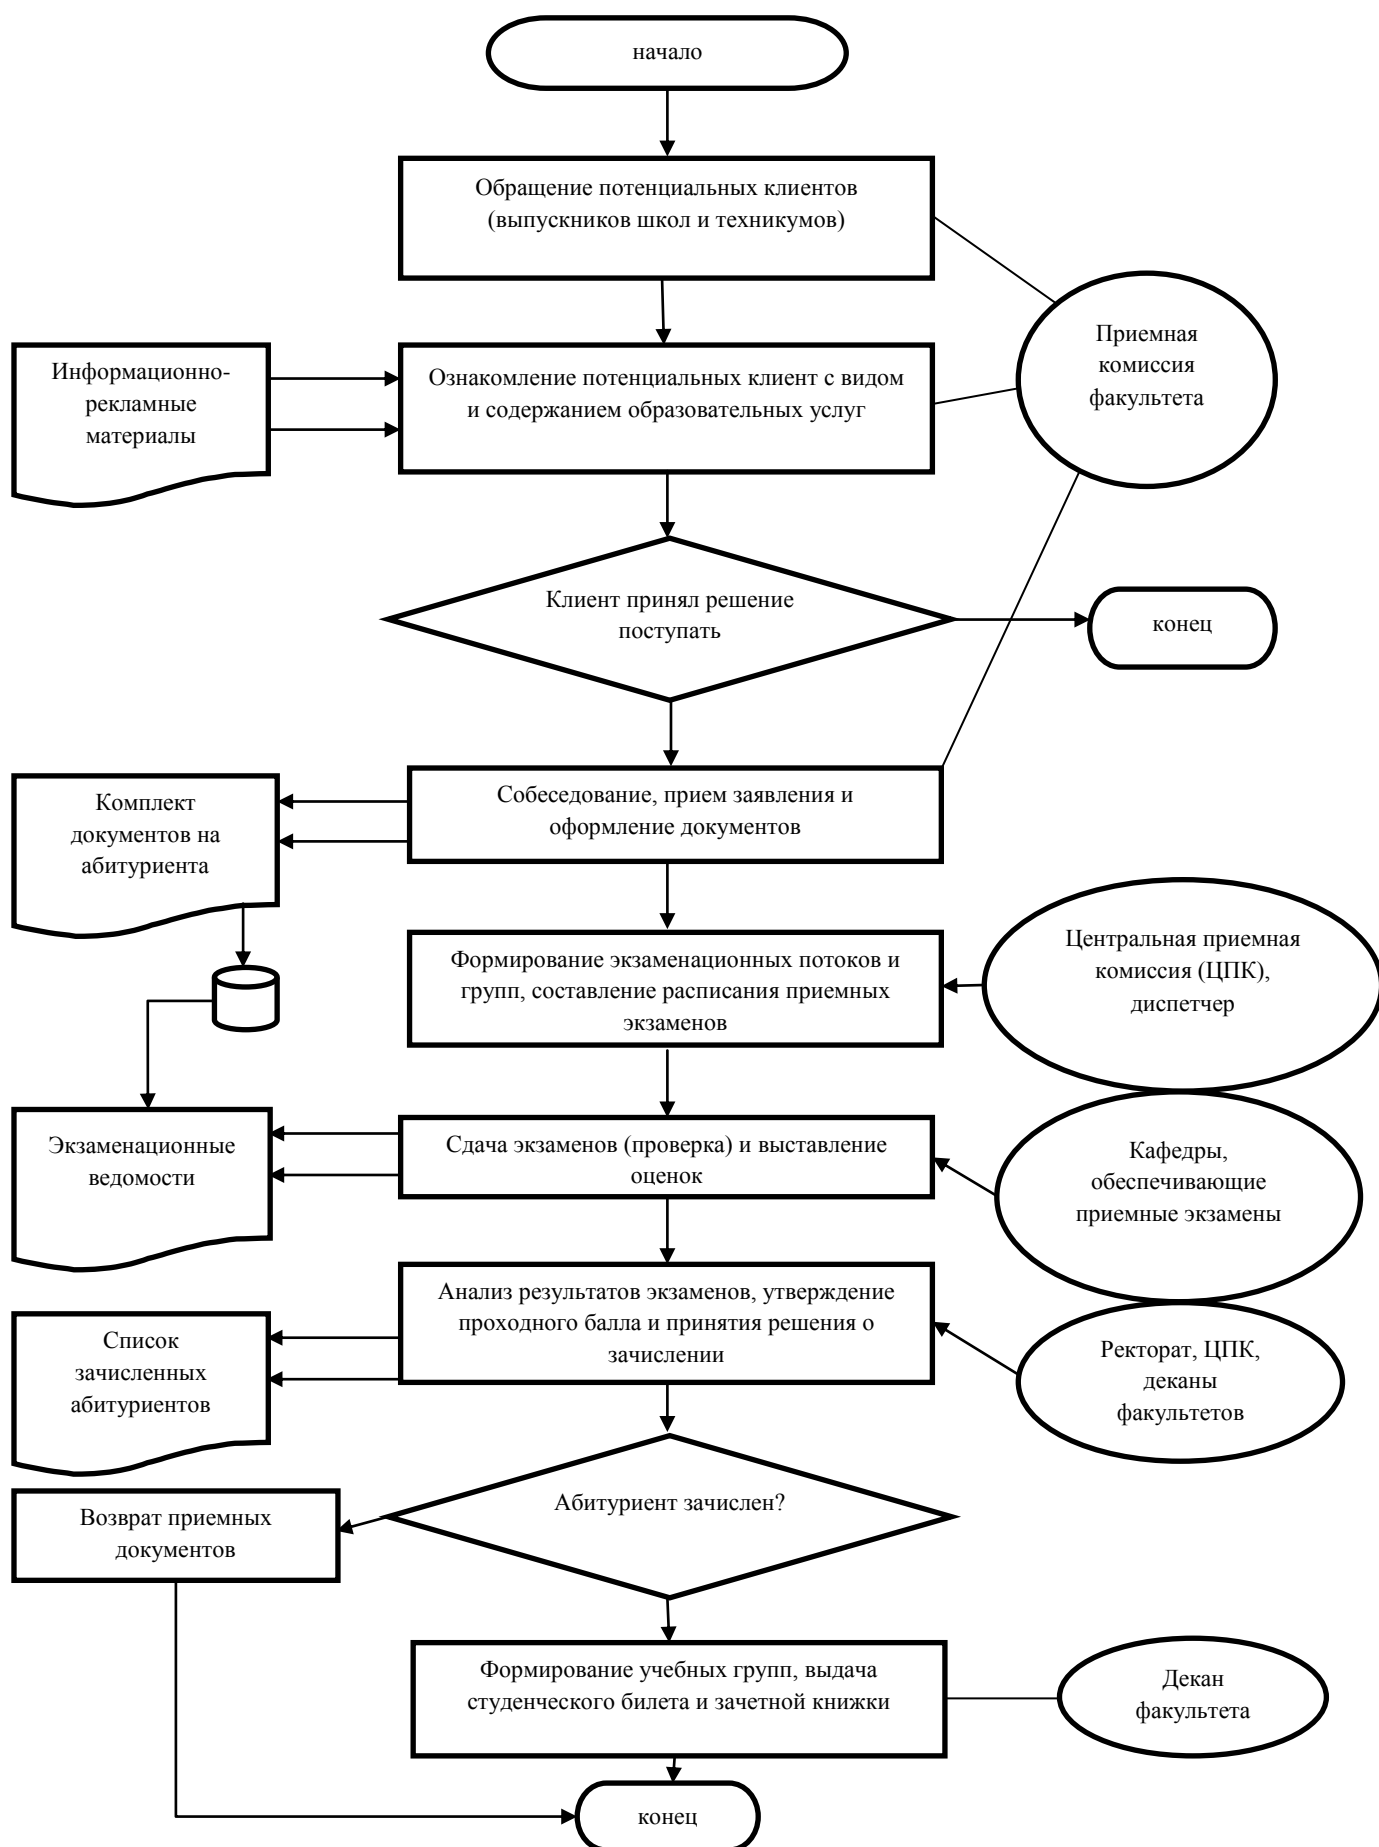 начало
Обращение потенциальных клиентов
(выпускников школ и техникумов)
Приемная
комиссия
факультета
Информационно-
рекламные
материалы
Ознакомление потенциальных клиент с видом
и содержанием образовательных услуг
Клиент принял решение
поступать
конец
Комплект
документов на
абитуриента
Собеседование, прием заявления и
оформление документов
Формирование экзаменационных потоков и
групп, составление расписания приемных
экзаменов
Центральная приемная
комиссия (ЦПК),
диспетчер
Экзаменационные
ведомости
Сдача экзаменов (проверка) и выставление
оценок
Кафедры,
обеспечивающие
приемные экзамены
Список
зачисленных
абитуриентов
Анализ результатов экзаменов, утверждение
проходного балла и принятия решения о
зачислении
Ректорат, ЦПК,
деканы
факультетов
Абитуриент зачислен?
Возврат приемных
документов
Формирование учебных групп, выдача
студенческого билета и зачетной книжки
Декан
факультета
конец